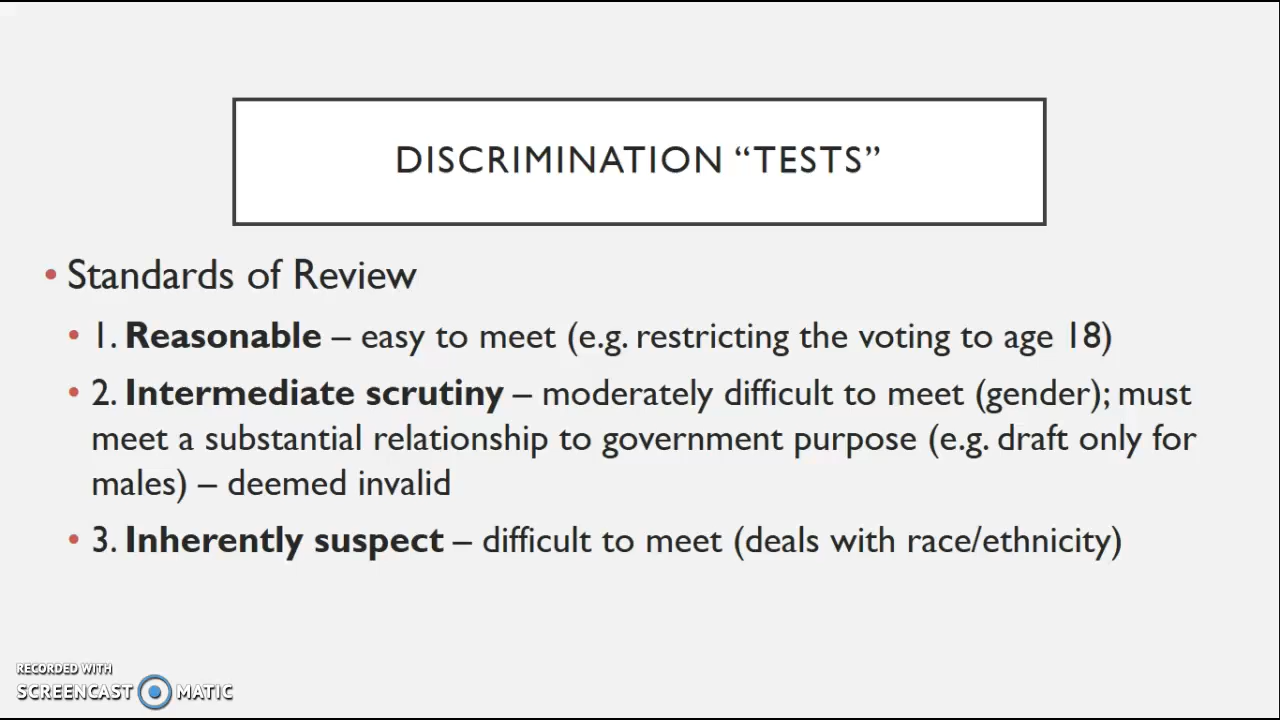 DISCRIMINATION “TESTS”
• Standards of Review
• 1. Reasonable – easy to meet (e.g. restricting the voting to age 18)
• 2. Intermediate scrutiny – moderately difficult to meet (gender); must
meet a substantial relationship to government purpose (e.g. draft only for
males) – deemed invalid
• 3. Inherently suspect – difficult to meet (deals with race/ethnicity)
RECORDED WITH
SCREENCAST MATIC